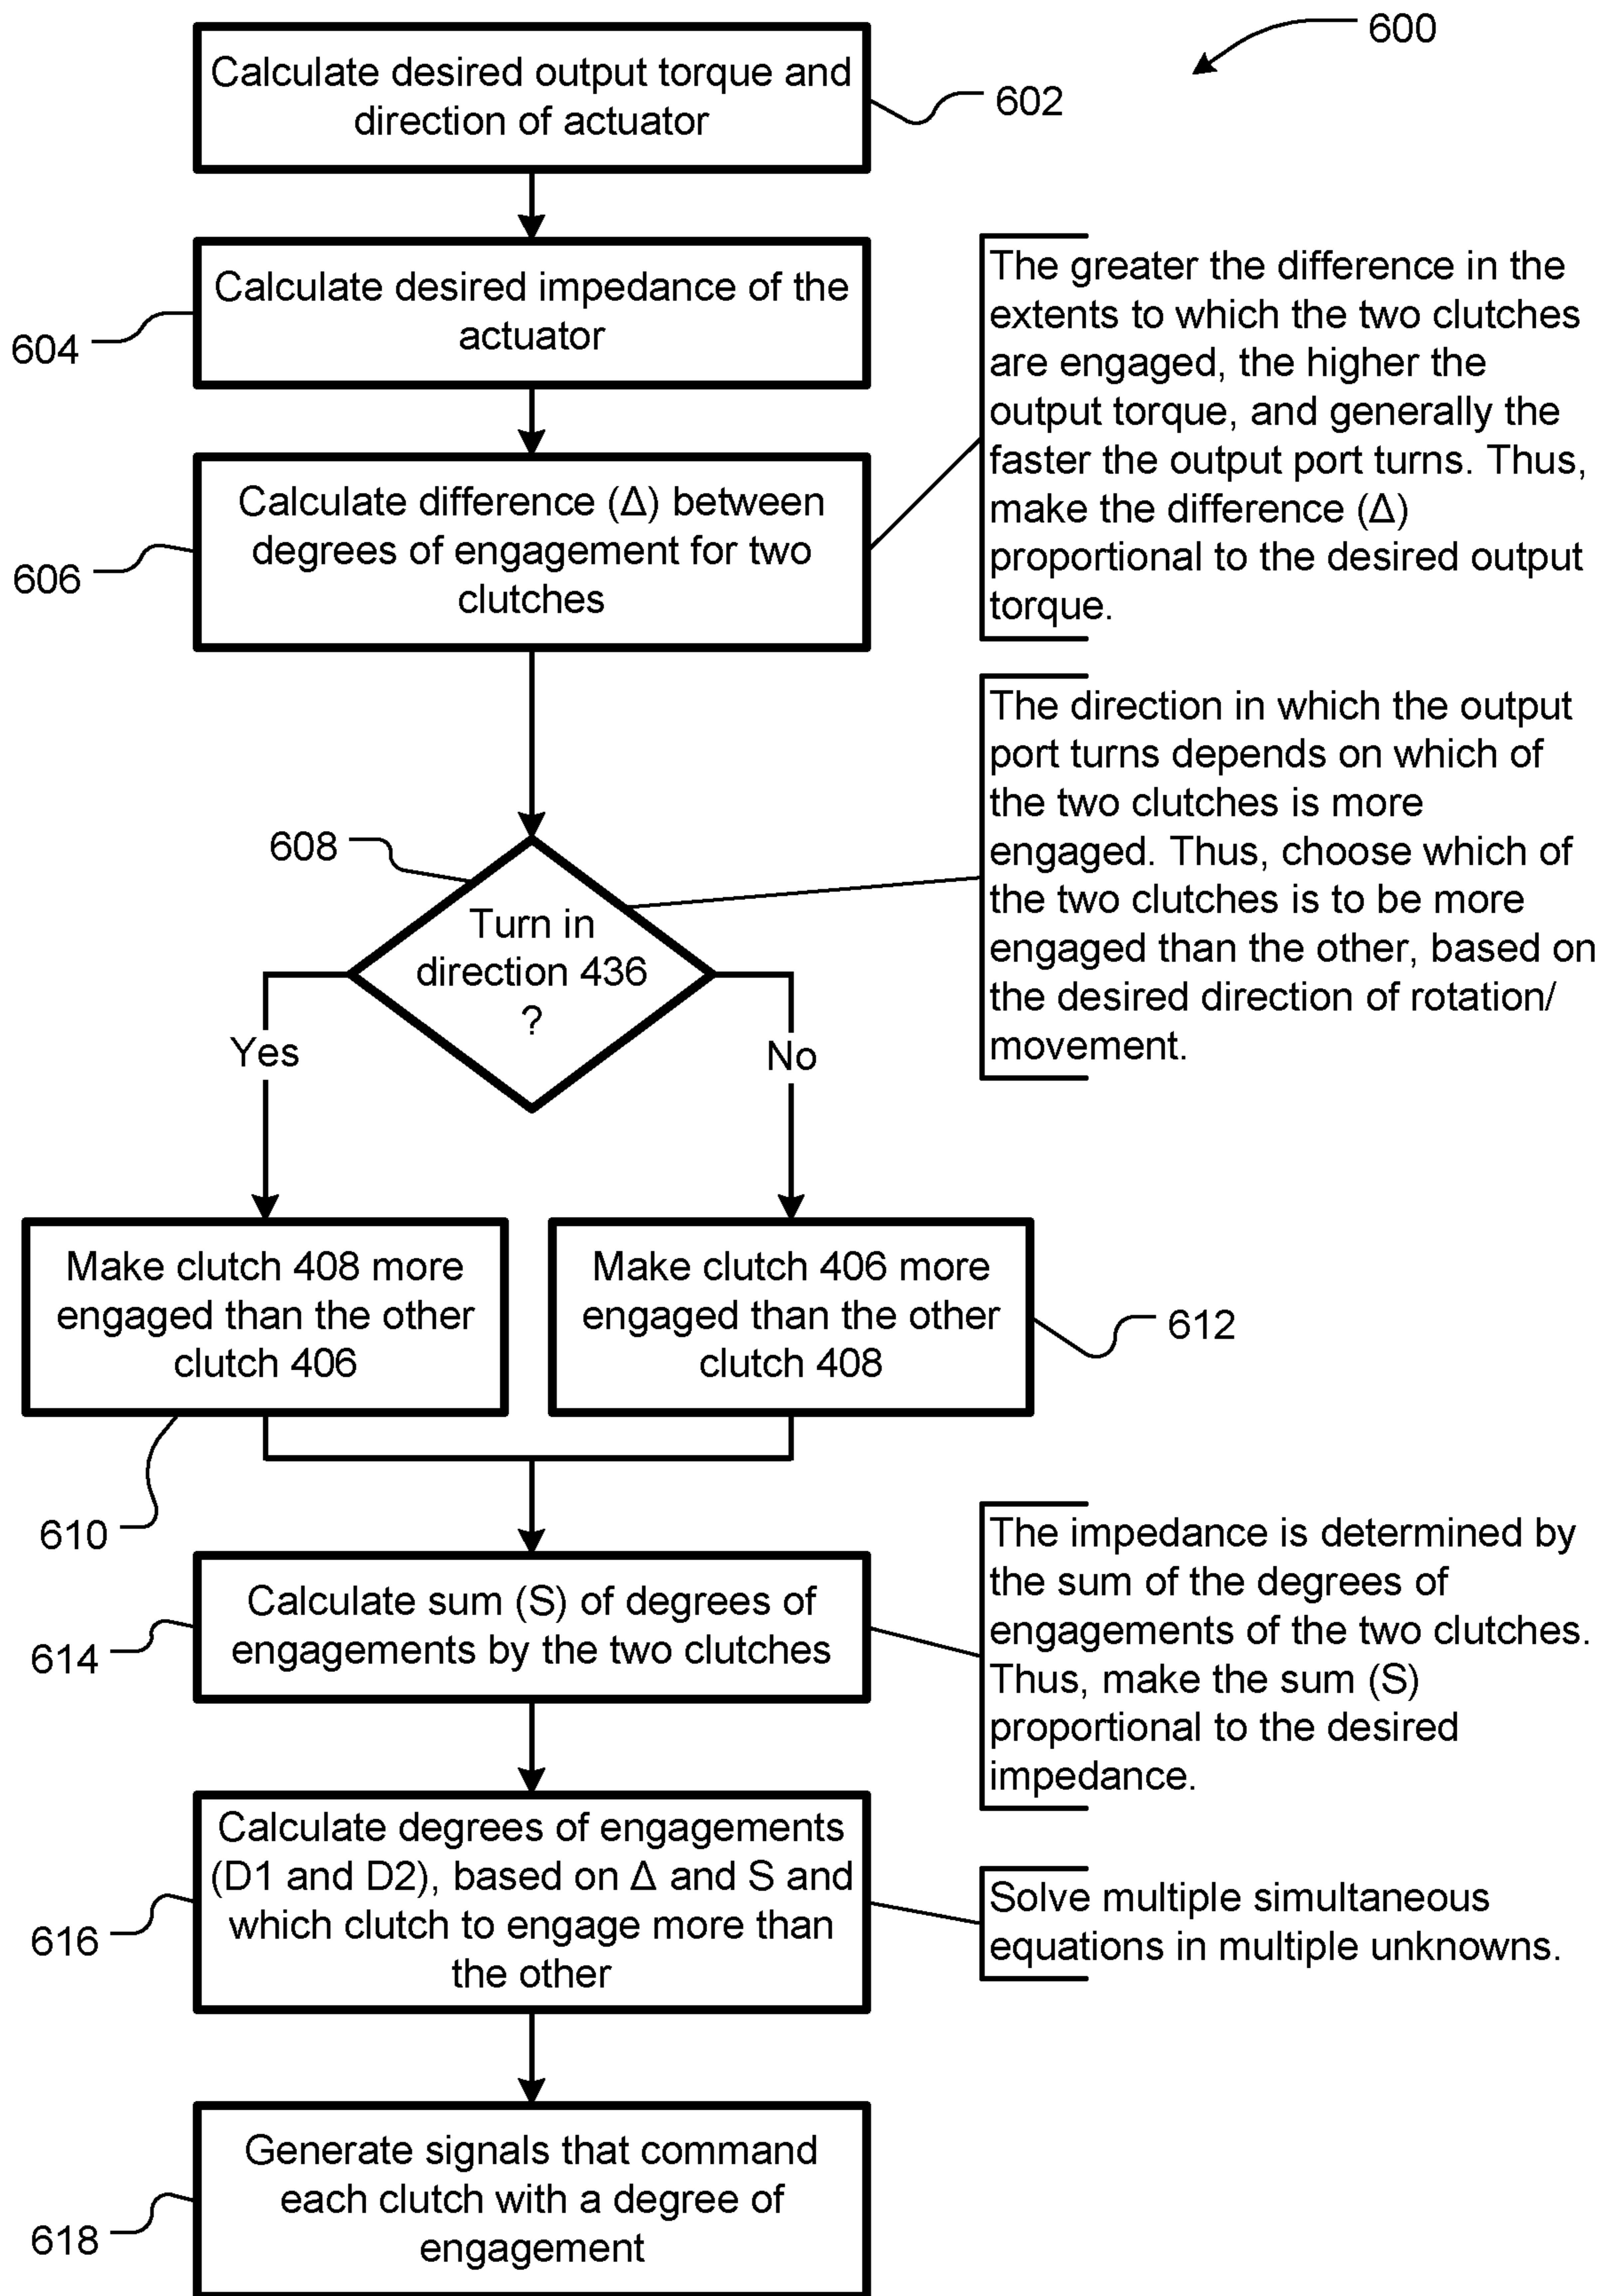 600
Calculate desired output torque and
direction of actuator
602
Calculate desired impedance of the
actuator
604
The greater the difference in the
extents to which the two clutches
are engaged, the higher the
output torque, and generally the
faster the output port turns. Thus,
make the difference (Δ)
proportional to the desired output
torque.
Calculate difference (Δ) between
degrees of engagement for two
clutches
606
The direction in which the output
port turns depends on which of
the two clutches is more
engaged. Thus, choose which of
the two clutches is to be more
engaged than the other, based on
the desired direction of rotation/
movement.
608
Turn in
direction 436
?
Yes
No
Make clutch 408 more
engaged than the other
clutch 406
Make clutch 406 more
engaged than the other
clutch 408
612
610
The impedance is determined by
the sum of the degrees of
engagements of the two clutches.
Thus, make the sum (S)
proportional to the desired
impedance.
Calculate sum (S) of degrees of
engagements by the two clutches
614
Calculate degrees of engagements
(D1 and D2), based on Δ and S and
which clutch to engage more than
the other
616
Solve multiple simultaneous
equations in multiple unknowns.
Generate signals that command
each clutch with a degree of
engagement
618